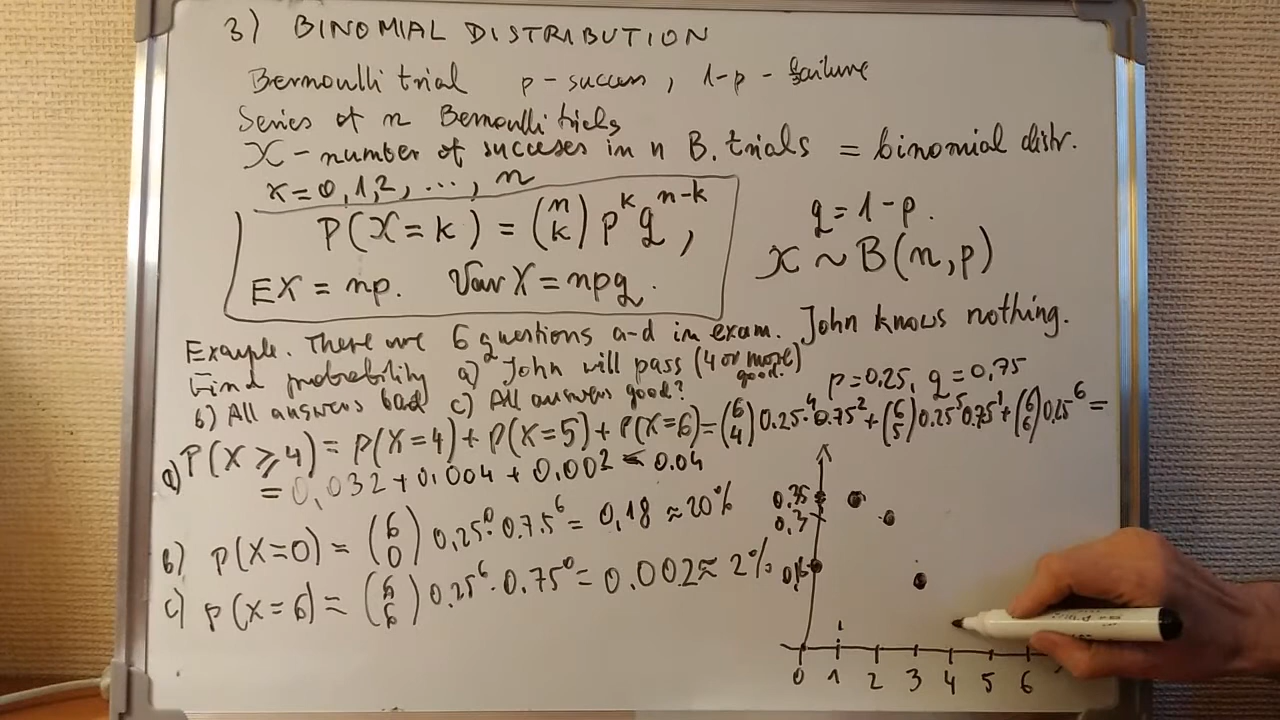 3) BINOMIAL DISTRIBUTION
Bernoulli trial p - succes, 1-p - failure
Series of n Bernoulli trials
X - number of succuses in n B. trials = binomial distr.
x=0,1,2, ..., n
P(X=k) = (n k) p^k q^{n-k},
q=1-p.
EX = np. Var X = npq.
X ~ B(n,p)
Example. There are 6 questions a-d in exam. John knows nothing.
Find probability a) John will pass (4 or more good.)
b) All answers bad c) All answers good?
p=0.25, q=0,75
a) P(X ⩾ 4) = P(X=4) + P(X=5) + P(X=6) = (6 4) 0.25^4 · 0.75^2 + (6 5) 0.25^5 0.75^1 + (6 6) 0.25^6 =
= 0,032 + 0.004 + 0.002 ≤ 0.04
b) P(X=0) = (6 0) 0,25^0 · 0.75^6 = 0,18 ≈ 20%
c) P(X=6) = (6 6) 0.25^6 · 0.75^0 = 0.002 ≈ 2%
0.35
0,3
1
0 1 2 3 4 5 6